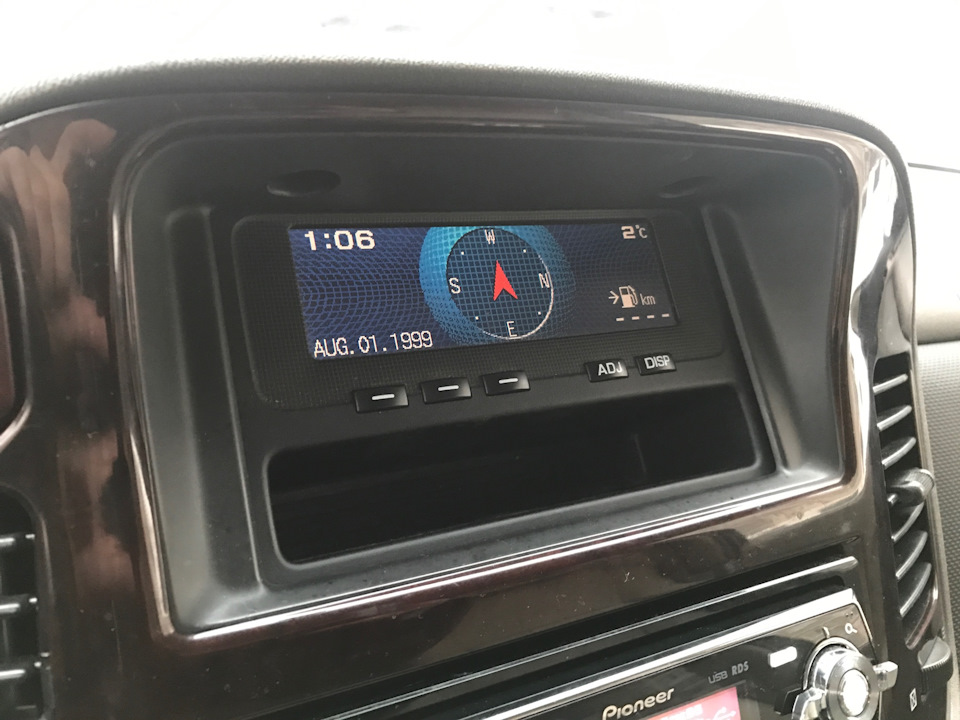 1:06
W
2°C
S
N
km
- - - -
E
AUG.01.1999
ADJ
DISP
USB RDS
Pioneer